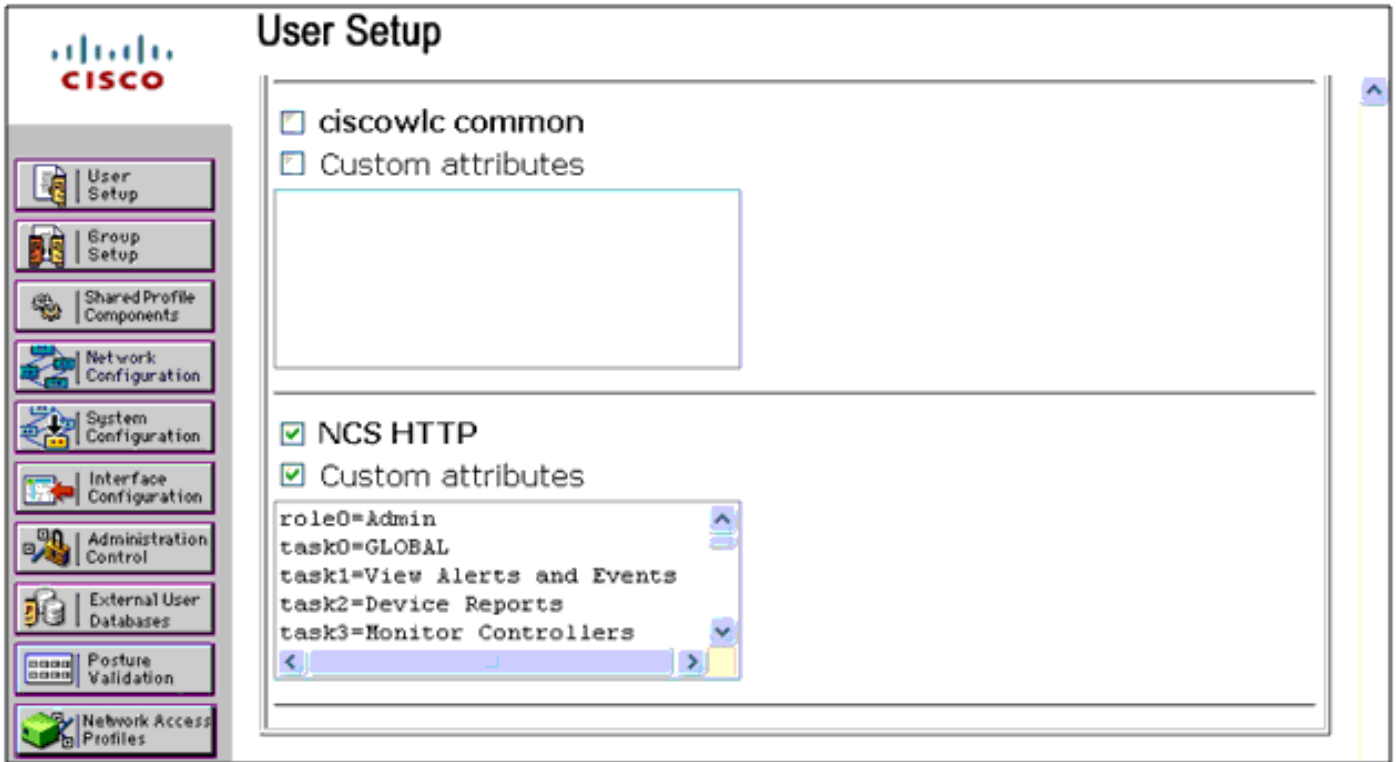 CISCO
User Setup
User
Setup
Group
Setup
Shared Profile
Components
Network
Configuration
System
Configuration
Interface
Configuration
Administration
Control
External User
Databases
Posture
Validation
Network Access
Profiles
ciscowlc common
Custom attributes
NCS HTTP
Custom attributes
role0=Admin
task0=GLOBAL
task1=View Alerts and Events
task2=Device Reports
task3=Monitor Controllers